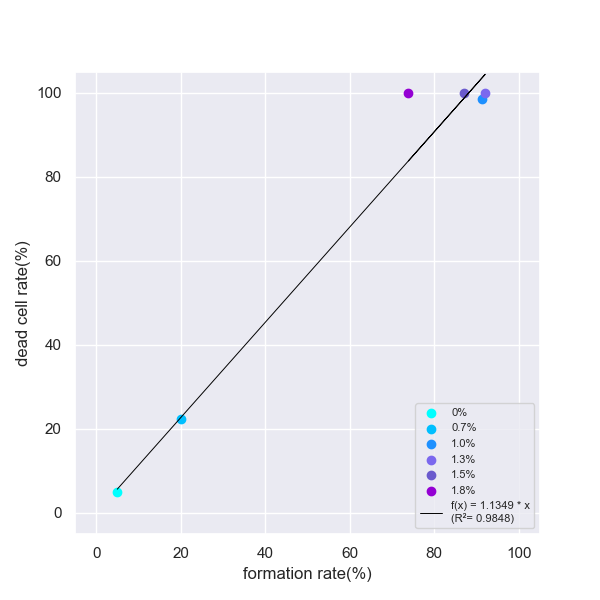 100
80
60
40
20
0
dead cell rate(%)
0%
0.7%
1.0%
1.3%
1.5%
1.8%
f(x) = 1.1349 * x
(R²= 0.9848)
0 20 40 60 80 100
formation rate(%)